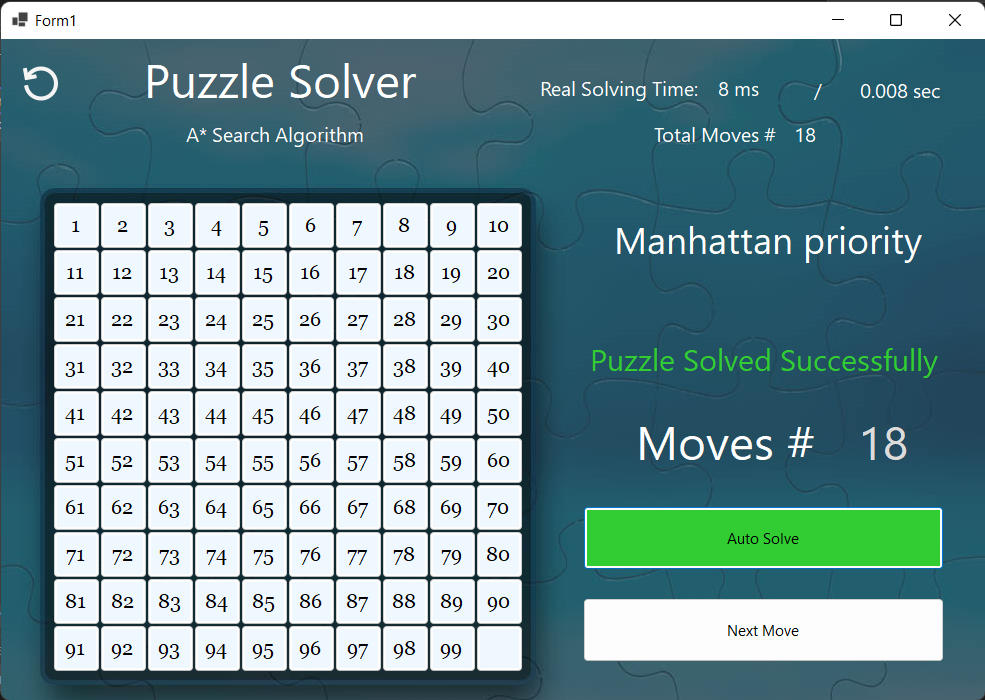 Form1
Puzzle Solver
A* Search Algorithm
Real Solving Time: 8 ms / 0.008 sec
Total Moves # 18
1 2 3 4 5 6 7 8 9 10
11 12 13 14 15 16 17 18 19 20
21 22 23 24 25 26 27 28 29 30
31 32 33 34 35 36 37 38 39 40
41 42 43 44 45 46 47 48 49 50
51 52 53 54 55 56 57 58 59 60
61 62 63 64 65 66 67 68 69 70
71 72 73 74 75 76 77 78 79 80
81 82 83 84 85 86 87 88 89 90
91 92 93 94 95 96 97 98 99
Manhattan priority
Puzzle Solved Successfully
Moves # 18
Auto Solve
Next Move